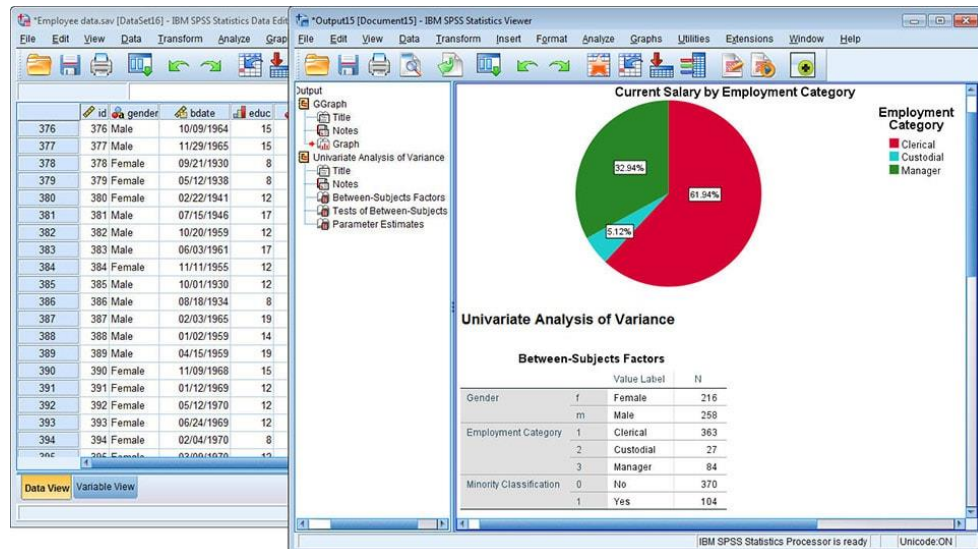 *Employee data.sav [DataSet16] - IBM SPSS Statistics Data Edit
File Edit View Data Transform Analyze Grap
id gender bdate educ
376 376 Male 10/09/1964 15
377 377 Male 11/29/1965 15
378 378 Female 09/21/1930 8
379 379 Female 05/12/1938 8
380 380 Female 02/22/1941 12
381 381 Male 07/15/1946 17
382 382 Male 10/20/1959 12
383 383 Male 06/03/1961 17
384 384 Female 11/11/1955 12
385 385 Male 10/01/1930 12
386 386 Male 08/18/1934 8
387 387 Male 02/03/1965 19
388 388 Male 01/02/1959 14
389 389 Male 04/15/1959 19
390 390 Female 11/09/1968 15
391 391 Female 01/12/1969 12
392 392 Female 05/12/1970 12
393 393 Female 06/24/1969 12
394 394 Female 02/04/1970 8
395 395 Female 03/09/1970 12
Data View Variable View
*Output15 [Document15] - IBM SPSS Statistics Viewer
File Edit View Data Transform Insert Format Analyze Graphs Utilities Extensions Window Help
Output
GGraph
Title
Notes
Graph
Univariate Analysis of Variance
Title
Notes
Between-Subjects Factors
Tests of Between-Subjects
Parameter Estimates
Current Salary by Employment Category
Employment
Category
Clerical
Custodial
Manager
32.94%
61.94%
5.12%
Univariate Analysis of Variance
Between-Subjects Factors
Value Label N
Gender f Female 216
m Male 258
Employment Category 1 Clerical 363
2 Custodial 27
3 Manager 84
Minority Classification 0 No 370
1 Yes 104
IBM SPSS Statistics Processor is ready Unicode:ON